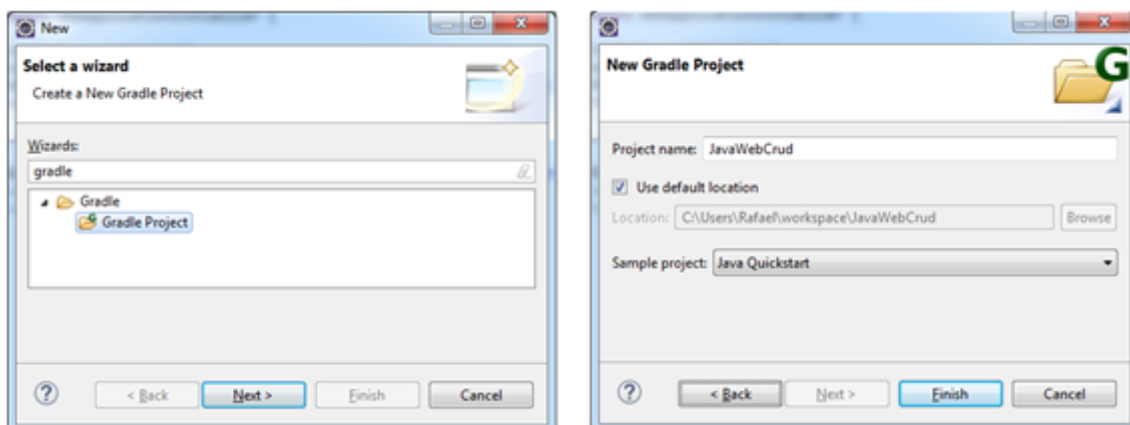 New
Select a wizard
Create a New Gradle Project
Wizards:
gradle
Gradle
Gradle Project
?
< Back
Next >
Finish
Cancel
New Gradle Project
G
Project name: JavaWebCrud
Use default location
Location: C:\Users\Rafael\workspace\JavaWebCrud Browse
Sample project: Java Quickstart
?
< Back
Next >
Finish
Cancel